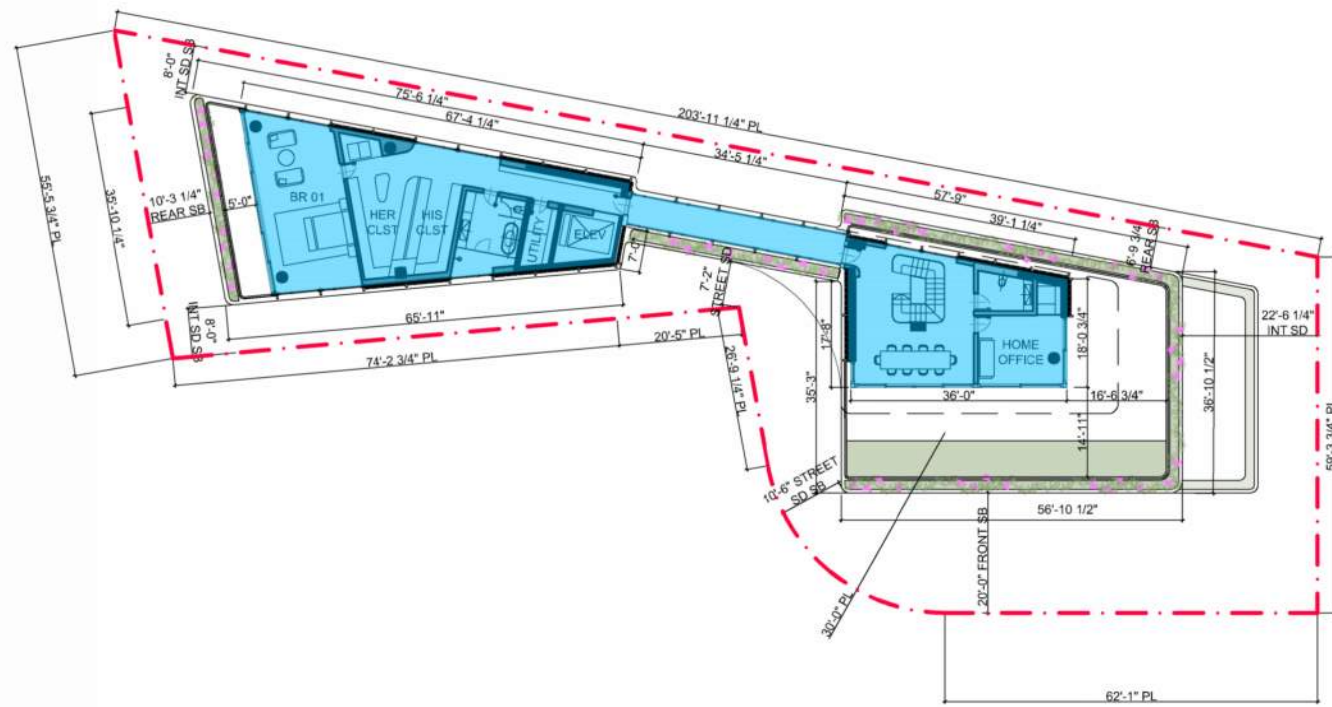 8'-0"
INT SD SB
75'-6 1/4"
67'-4 1/4"
203'-11 1/4" PL
34'-5 1/4"
57'-9"
39'-1 1/4"
6'-9 3/4"
REAR SB
55'-5 3/4" PL
35'-10 1/4"
10'-3 1/4"
REAR SB
5'-0"
BR 01
HER
CLST
HIS
CLST
UTILITY
ELEV
7'-0"
7'-2"
STREET SD
22'-6 1/4"
INT SD
HOME
OFFICE
17'-8"
18'-0 3/4"
36'-10 1/2"
59'-3 3/4" PL
INT SD SB
8'-0"
65'-11"
20'-5" PL
74'-2 3/4" PL
26'-9 1/4" PL
35'-3"
36'-0"
16'-6 3/4"
14'-11"
10'-6" STREET
SD SB
56'-10 1/2"
20'-0" FRONT SB
30'-0" PL
62'-1" PL